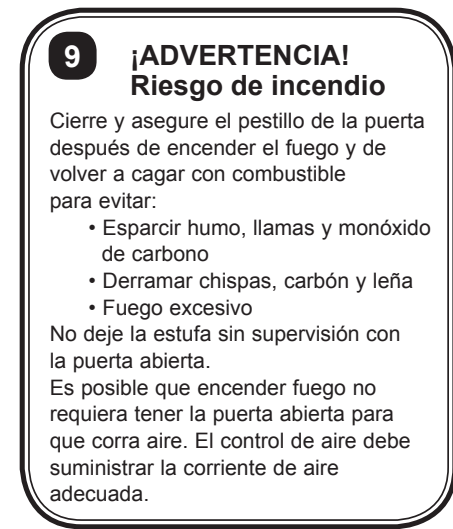 9 ¡ADVERTENCIA!
Riesgo de incendio
Cierre y asegure el pestillo de la puerta
después de encender el fuego y de
volver a cagar con combustible
para evitar:
• Esparcir humo, llamas y monóxido
de carbono
• Derramar chispas, carbón y leña
• Fuego excesivo
No deje la estufa sin supervisión con
la puerta abierta.
Es posible que encender fuego no
requiera tener la puerta abierta para
que corra aire. El control de aire debe
suministrar la corriente de aire
adecuada.